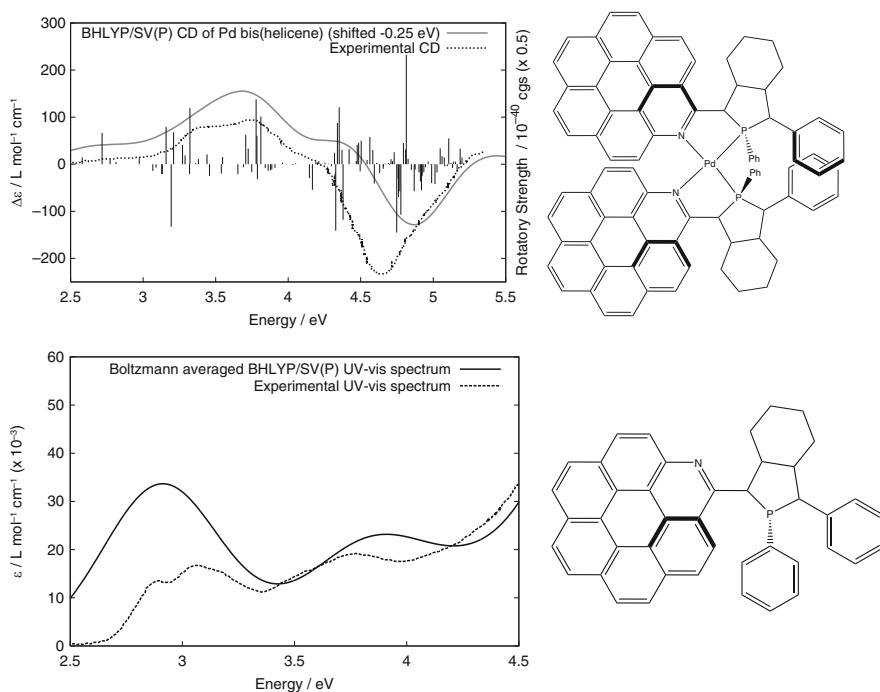 BHLYP/SV(P) CD of Pd bis(helicene) (shifted -0.25 eV)
Experimental CD
Δε / L mol⁻¹ cm⁻¹
300
200
100
0
−100
−200
2.5 3 3.5 4 4.5 5 5.5
Energy / eV
Rotatory Strength / 10⁻⁴⁰ cgs (x 0.5)
N
P
Ph
Pd
Ph
N
P
Boltzmann averaged BHLYP/SV(P) UV-vis spectrum
Experimental UV-vis spectrum
ε / L mol⁻¹ cm⁻¹ (x 10⁻³)
60
50
40
30
20
10
0
2.5 3 3.5 4 4.5
Energy / eV
N
P